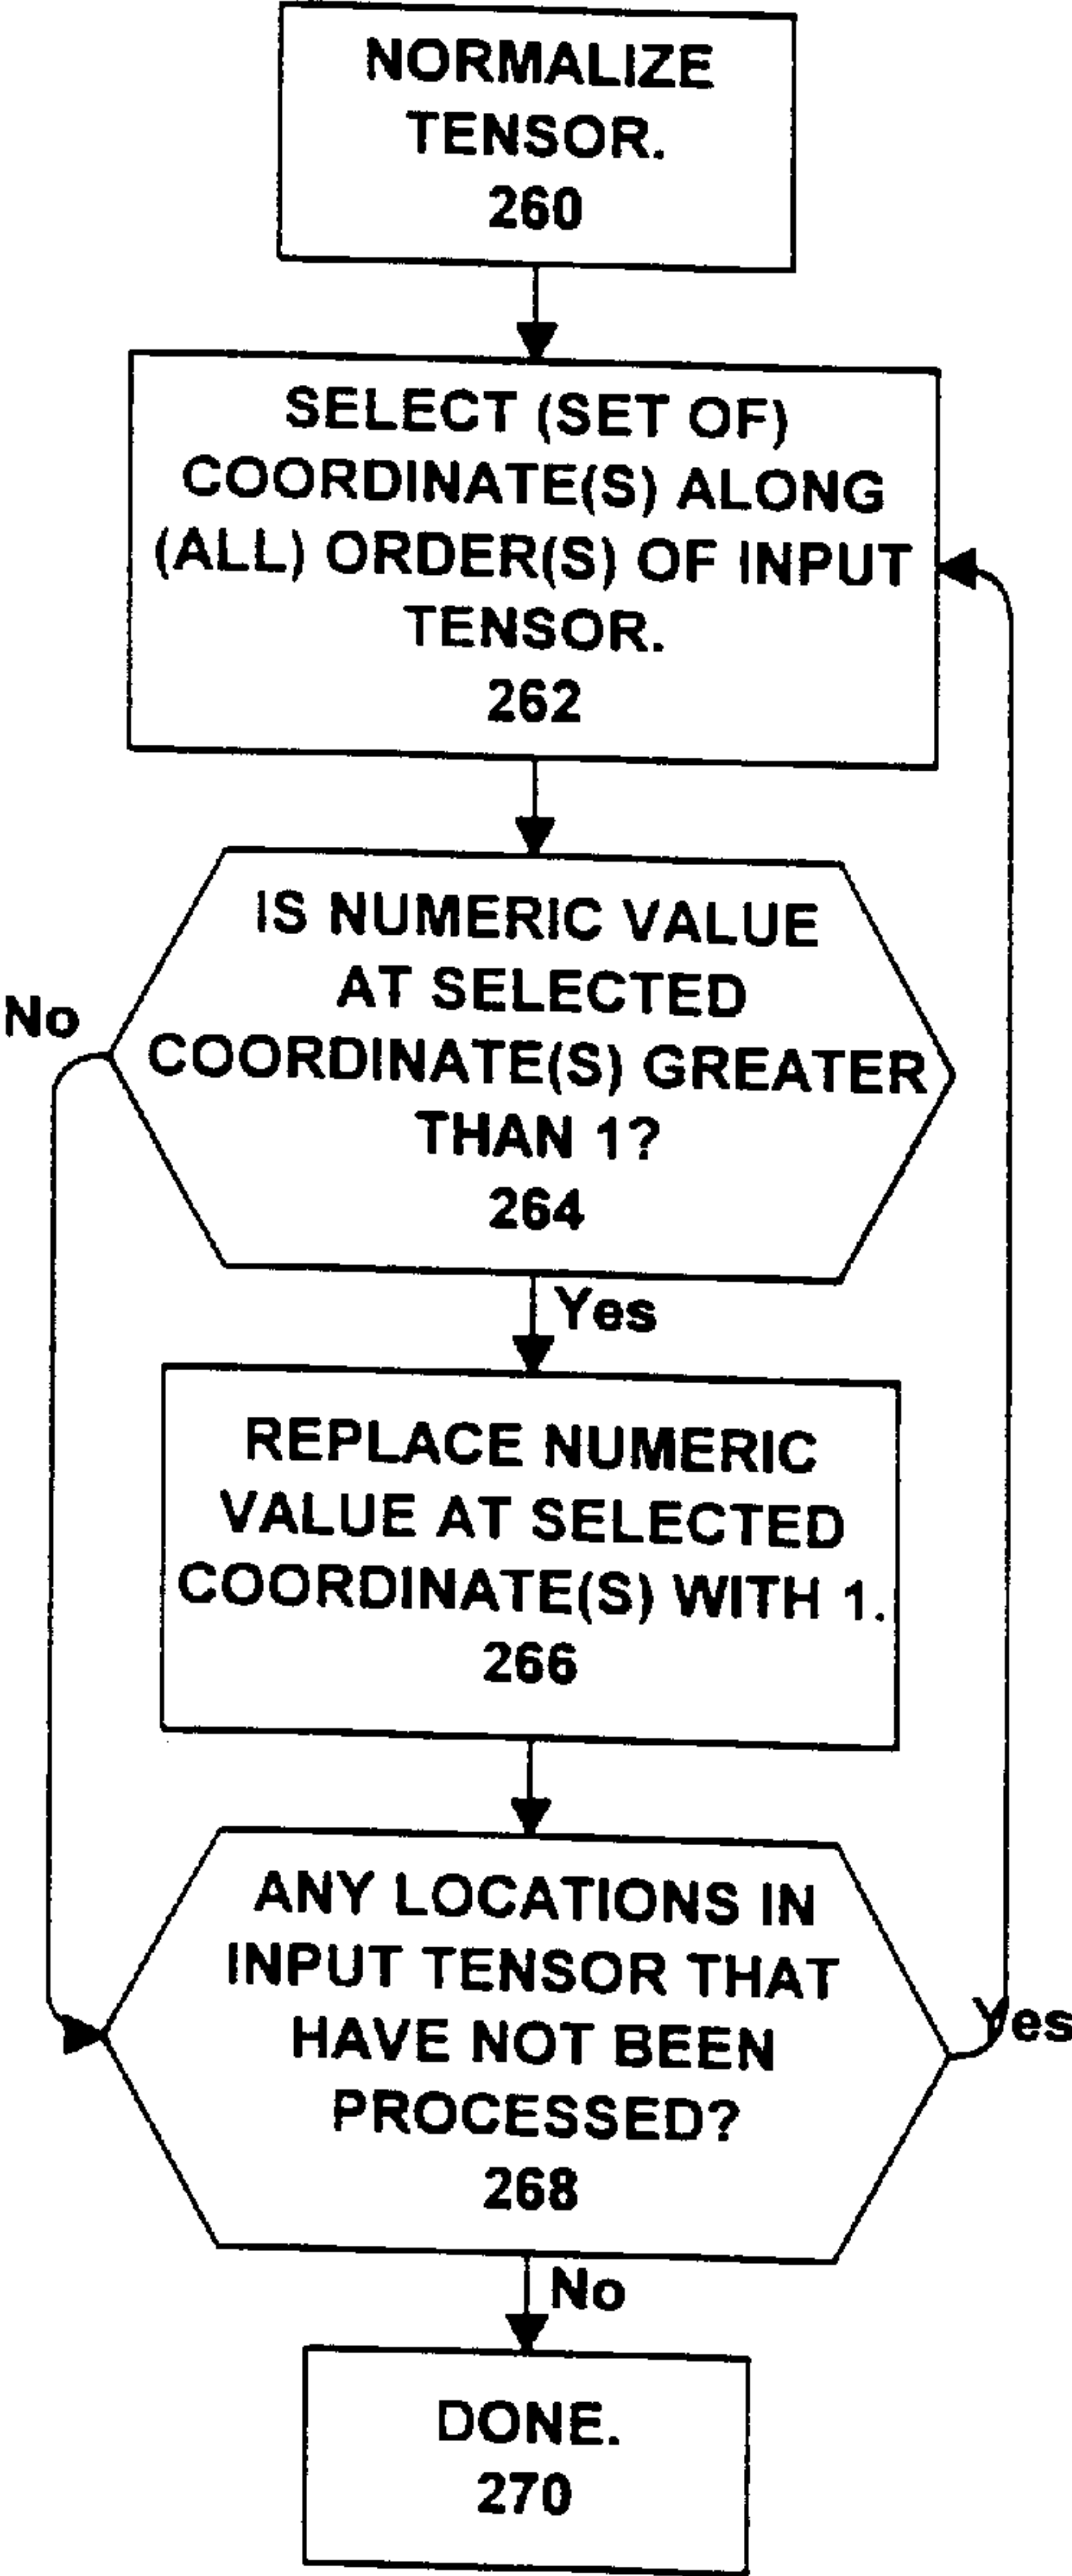 NORMALIZE
TENSOR.
260
SELECT (SET OF)
COORDINATE(S) ALONG
(ALL) ORDER(S) OF INPUT
TENSOR.
262
IS NUMERIC VALUE
AT SELECTED
COORDINATE(S) GREATER
THAN 1?
264
No
Yes
REPLACE NUMERIC
VALUE AT SELECTED
COORDINATE(S) WITH 1.
266
ANY LOCATIONS IN
INPUT TENSOR THAT
HAVE NOT BEEN
PROCESSED?
268
Yes
No
DONE.
270